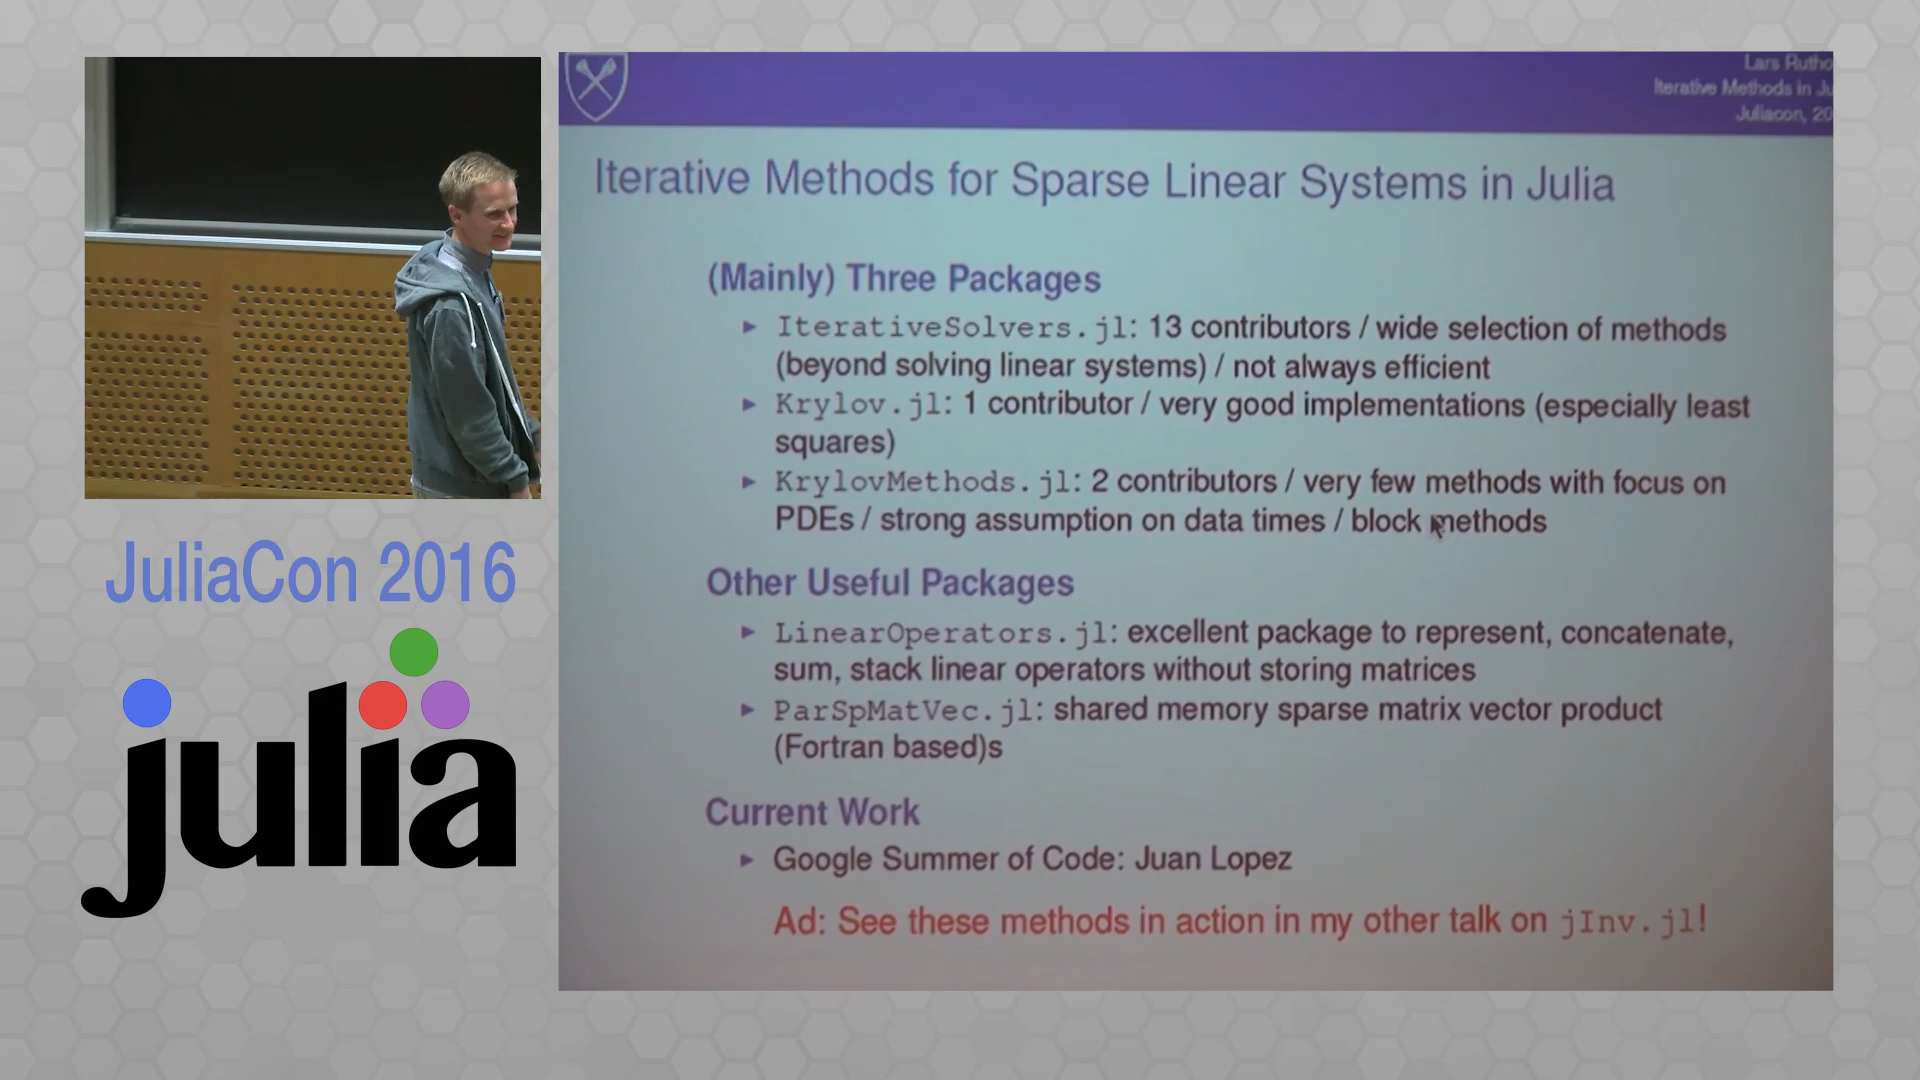 Lars Rutho
Iterative Methods in Ju
Juliacon, 20
Iterative Methods for Sparse Linear Systems in Julia
(Mainly) Three Packages
IterativeSolvers.jl: 13 contributors / wide selection of methods
(beyond solving linear systems) / not always efficient
Krylov.jl: 1 contributor / very good implementations (especially least
squares)
KrylovMethods.jl: 2 contributors / very few methods with focus on
PDEs / strong assumption on data times / block methods
Other Useful Packages
LinearOperators.jl: excellent package to represent, concatenate,
sum, stack linear operators without storing matrices
ParSpMatVec.jl: shared memory sparse matrix vector product
(Fortran based)s
Current Work
Google Summer of Code: Juan Lopez
Ad: See these methods in action in my other talk on jInv.jl!
JuliaCon 2016
julia